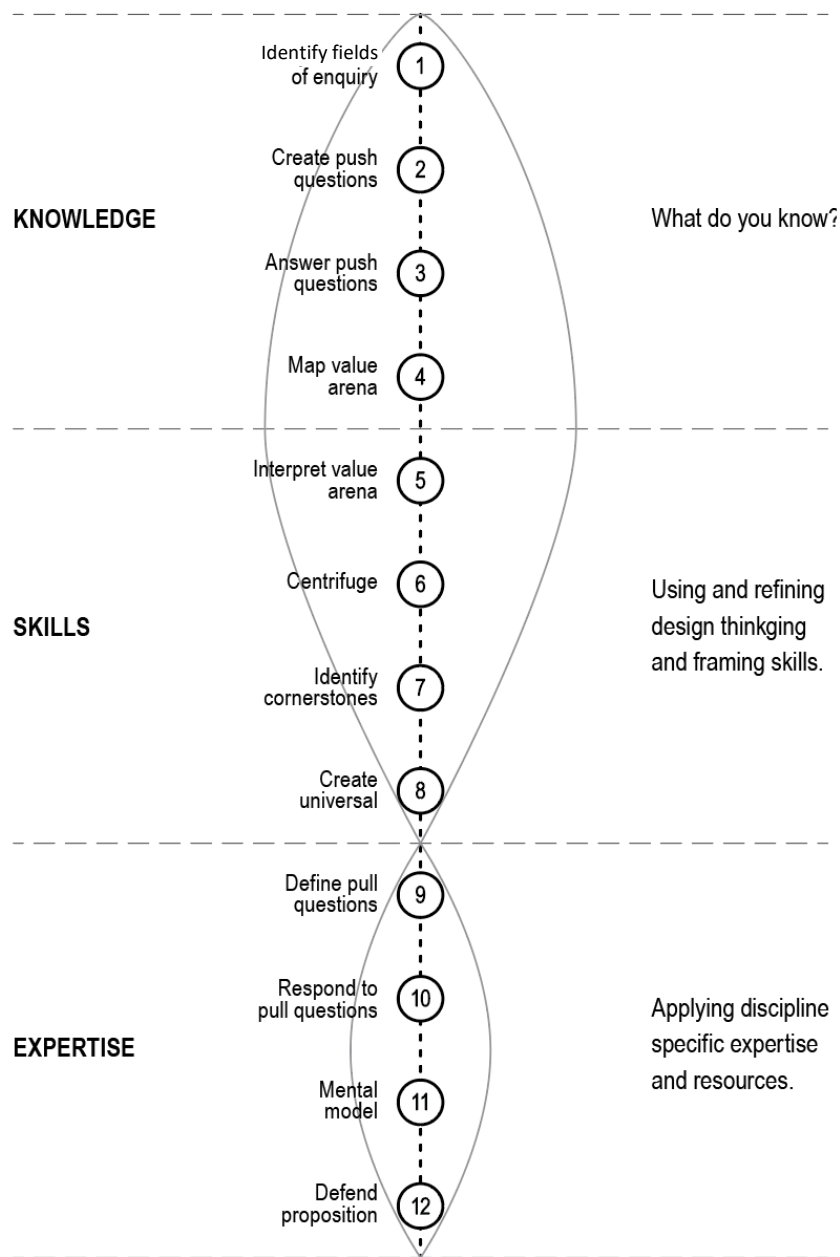 Identify fields
of enquiry
1
Create push
questions
2
KNOWLEDGE
What do you know?
Answer push
questions
3
Map value
arena
4
Interpret value
arena
5
Centrifuge
6
SKILLS
Using and refining
design thinkging
and framing skills.
Identify
cornerstones
7
Create
universal
8
Define pull
questions
9
Respond to
pull questions
10
EXPERTISE
Applying discipline
specific expertise
and resources.
Mental
model
11
Defend
proposition
12